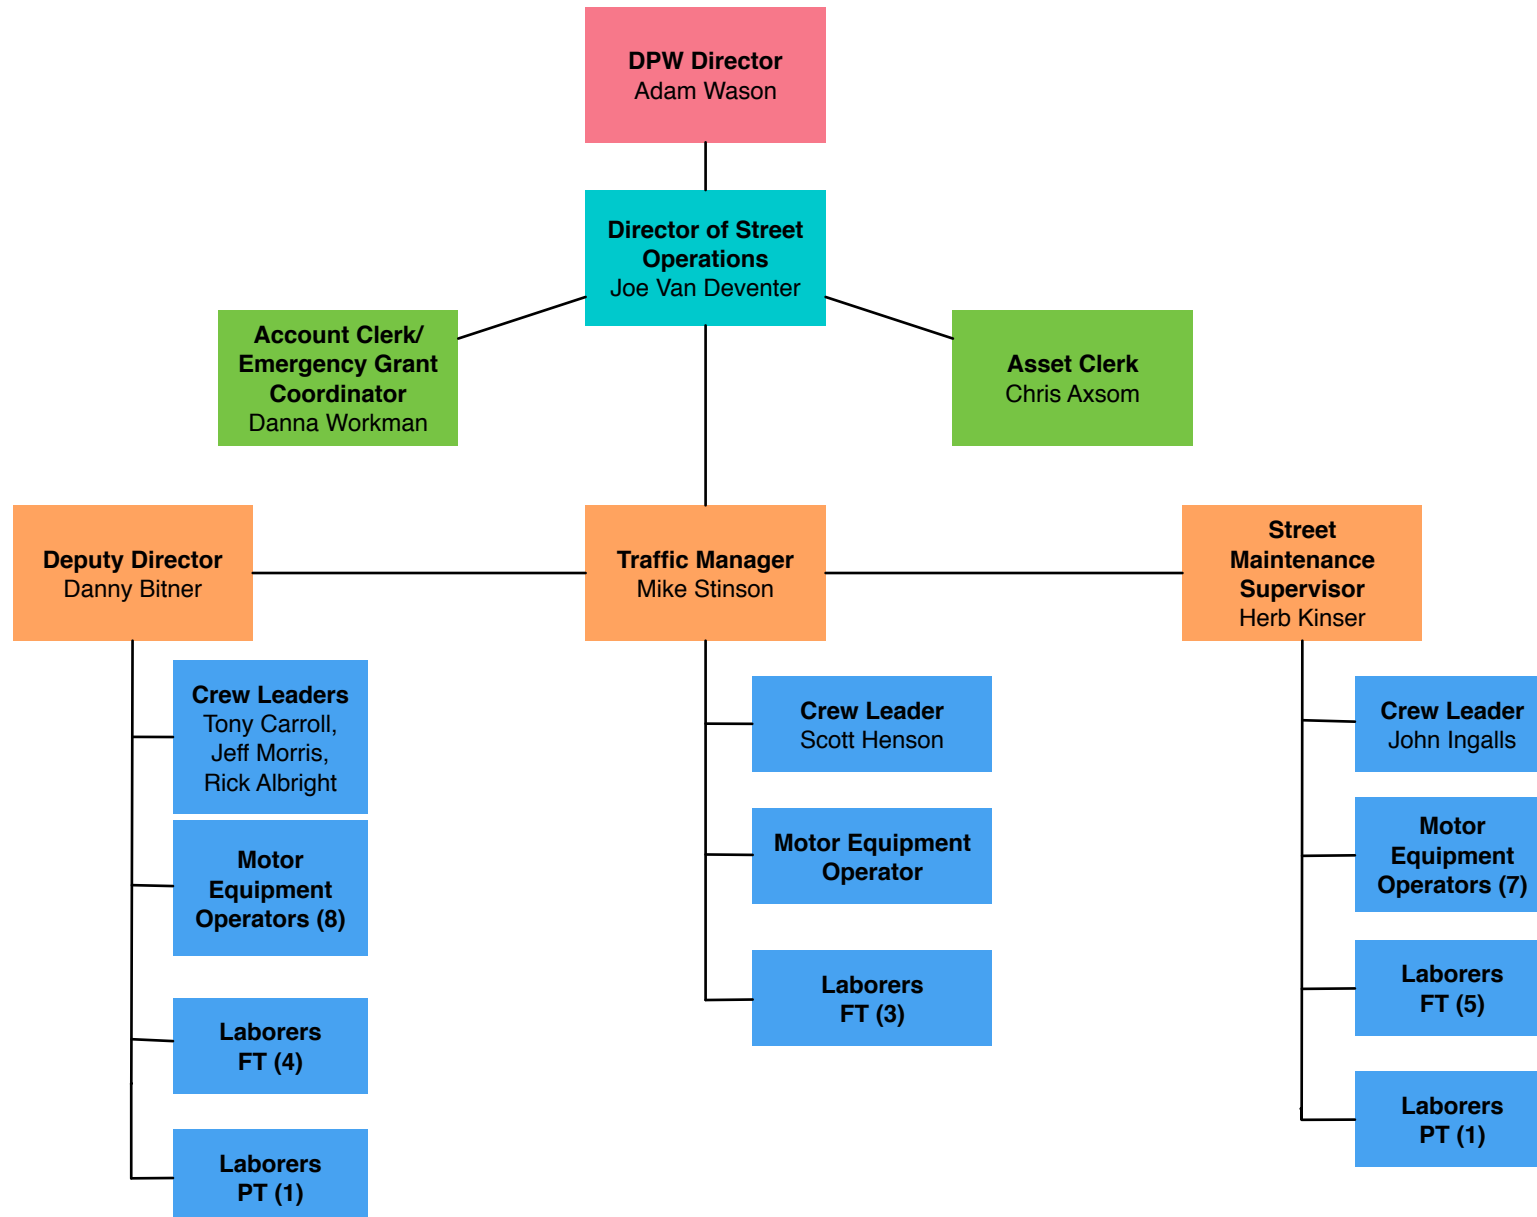 DPW Director
Adam Wason
Director of Street
Operations
Joe Van Deventer
Account Clerk/
Emergency Grant
Coordinator
Danna Workman
Asset Clerk
Chris Axsom
Deputy Director
Danny Bitner
Traffic Manager
Mike Stinson
Street
Maintenance
Supervisor
Herb Kinser
Crew Leaders
Tony Carroll,
Jeff Morris,
Rick Albright
Motor
Equipment
Operators (8)
Laborers
FT (4)
Laborers
PT (1)
Crew Leader
Scott Henson
Motor Equipment
Operator
Laborers
FT (3)
Crew Leader
John Ingalls
Motor
Equipment
Operators (7)
Laborers
FT (5)
Laborers
PT (1)